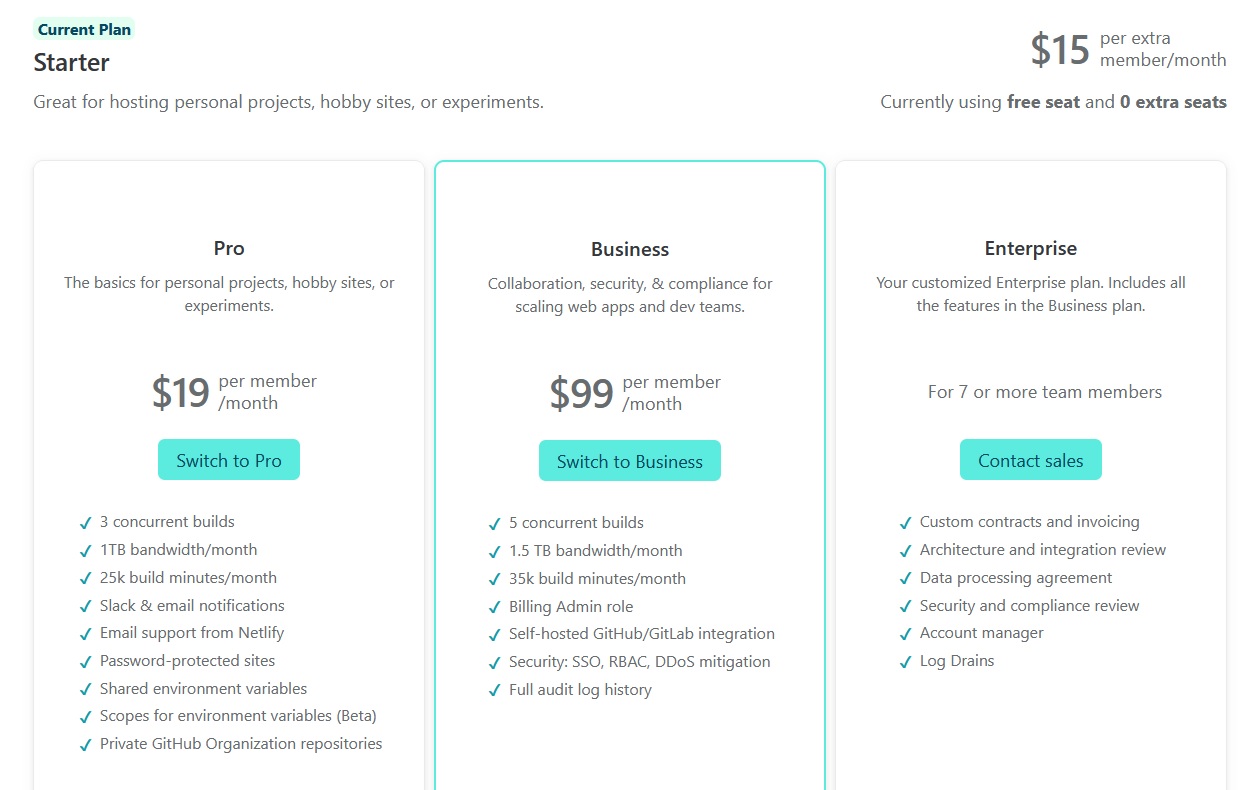 Current Plan
Starter
Great for hosting personal projects, hobby sites, or experiments.
$15 per extra
member/month
Currently using free seat and 0 extra seats
Pro
The basics for personal projects, hobby sites, or
experiments.
$19 per member
/month
Switch to Pro
3 concurrent builds
1TB bandwidth/month
25k build minutes/month
Slack & email notifications
Email support from Netlify
Password-protected sites
Shared environment variables
Scopes for environment variables (Beta)
Private GitHub Organization repositories
Business
Collaboration, security, & compliance for
scaling web apps and dev teams.
$99 per member
/month
Switch to Business
5 concurrent builds
1.5 TB bandwidth/month
35k build minutes/month
Billing Admin role
Self-hosted GitHub/GitLab integration
Security: SSO, RBAC, DDoS mitigation
Full audit log history
Enterprise
Your customized Enterprise plan. Includes all
the features in the Business plan.
For 7 or more team members
Contact sales
Custom contracts and invoicing
Architecture and integration review
Data processing agreement
Security and compliance review
Account manager
Log Drains